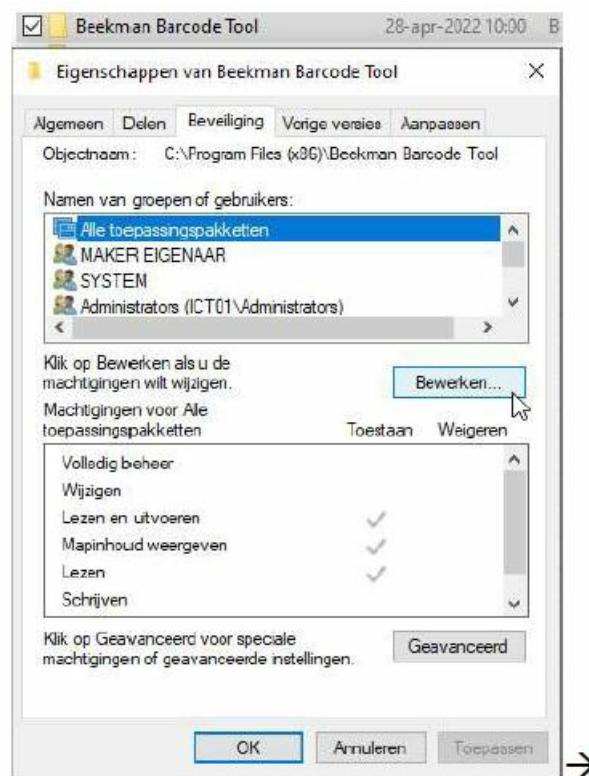 Beekman Barcode Tool 28-apr-2022 10:00 B
Eigenschappen van Beekman Barcode Tool
Algemeen Delen Beveiliging Vorige versies Aanpassen
Objectnaam: C:\Program Files (x86)\Beekman Barcode Tool
Namen van groepen of gebruikers:
Alle toepassingspakketten
MAKER EIGENAAR
SYSTEM
Administrators (ICT01\Administrators)
Klik op Bewerken als u de
machtigingen wilt wijzigen.
Bewerken...
Machtigingen voor Alle
toepassingspakketten
Toestaan Weigeren
Volledig beheer
Wijzigen
Lezen en uitvoeren
Mapinhoud weergeven
Lezen
Schrijven
Klik op Geavanceerd voor speciale
machtigingen of geavanceerde instellingen.
Geavanceerd
OK Annuleren Toepassen
→